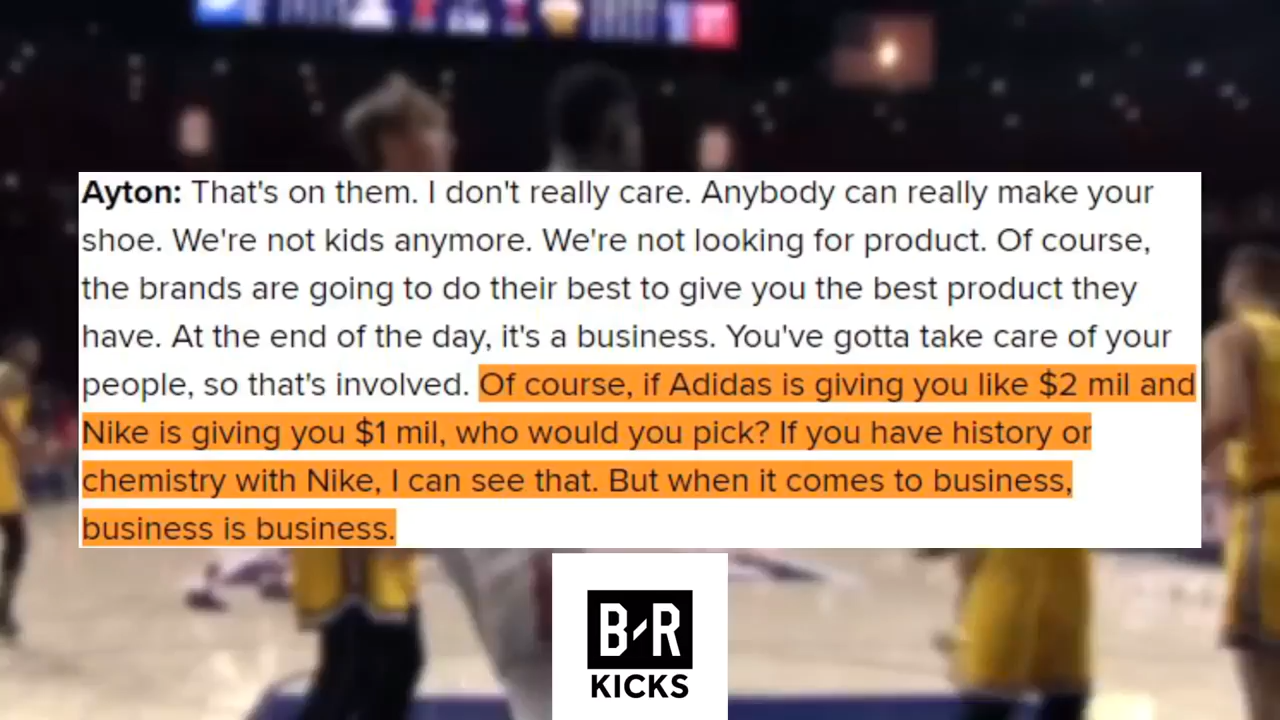 Ayton: That's on them. I don't really care. Anybody can really make your
shoe. We're not kids anymore. We're not looking for product. Of course,
the brands are going to do their best to give you the best product they
have. At the end of the day, it's a business. You've gotta take care of your
people, so that's involved. Of course, if Adidas is giving you like $2 mil and
Nike is giving you $1 mil, who would you pick? If you have history or
chemistry with Nike, I can see that. But when it comes to business,
business is business.
B/R
KICKS